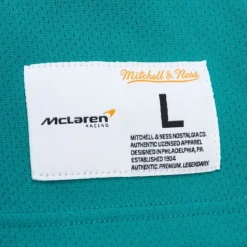 Mitchell & Ness
McLaren
RACING
L
MITCHELL & NESS NOSTALGIA CO.
AUTHENTIC LICENSED APPAREL
DESIGNED IN PHILADELPHIA, PA
ESTABLISHED 1904
AUTHENTIC, PREMIUM, LEGENDARY.